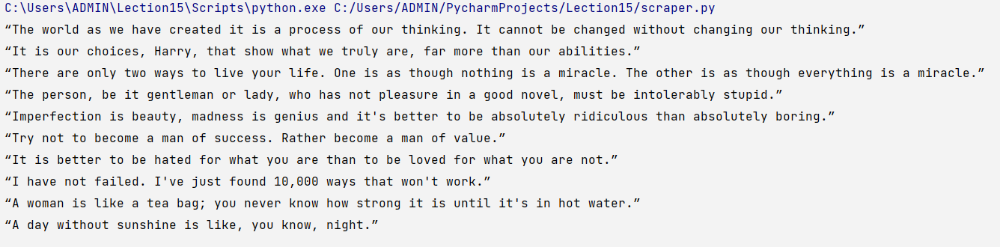 C:\Users\ADMIN\Lection15\Scripts\python.exe C:/Users/ADMIN/PycharmProjects/Lection15/scraper.py
“The world as we have created it is a process of our thinking. It cannot be changed without changing our thinking.”
“It is our choices, Harry, that show what we truly are, far more than our abilities.”
“There are only two ways to live your life. One is as though nothing is a miracle. The other is as though everything is a miracle.”
“The person, be it gentleman or lady, who has not pleasure in a good novel, must be intolerably stupid.”
“Imperfection is beauty, madness is genius and it's better to be absolutely ridiculous than absolutely boring.”
“Try not to become a man of success. Rather become a man of value.”
“It is better to be hated for what you are than to be loved for what you are not.”
“I have not failed. I've just found 10,000 ways that won't work.”
“A woman is like a tea bag; you never know how strong it is until it's in hot water.”
“A day without sunshine is like, you know, night.”